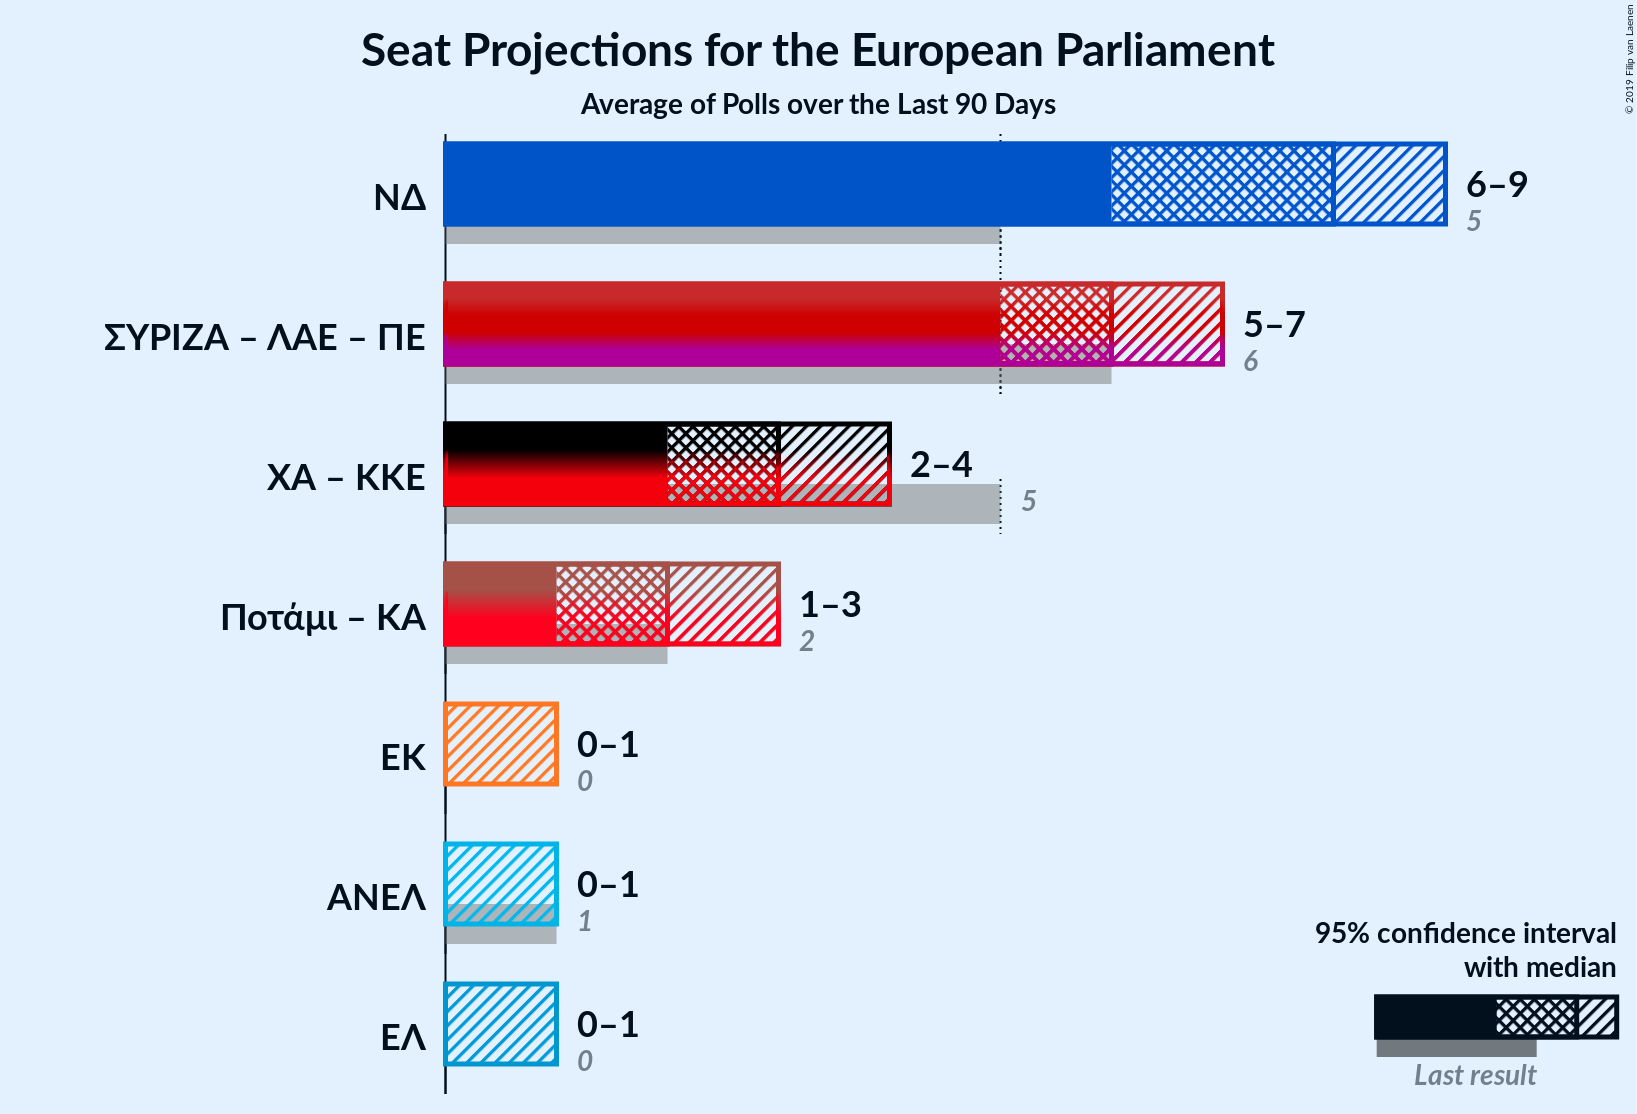 Seat Projections for the European Parliament
Average of Polls over the Last 90 Days
© 2019 Filip van Laenen
ΝΔ
6–9
5
ΣΥΡΙΖΑ – ΛΑΕ – ΠΕ
5–7
6
ΧΑ – ΚΚΕ
2–4
5
Ποτάμι – ΚΑ
1–3
2
ΕΚ
0–1
0
ΑΝΕΛ
0–1
1
ΕΛ
0–1
0
95% confidence interval
with median
Last result